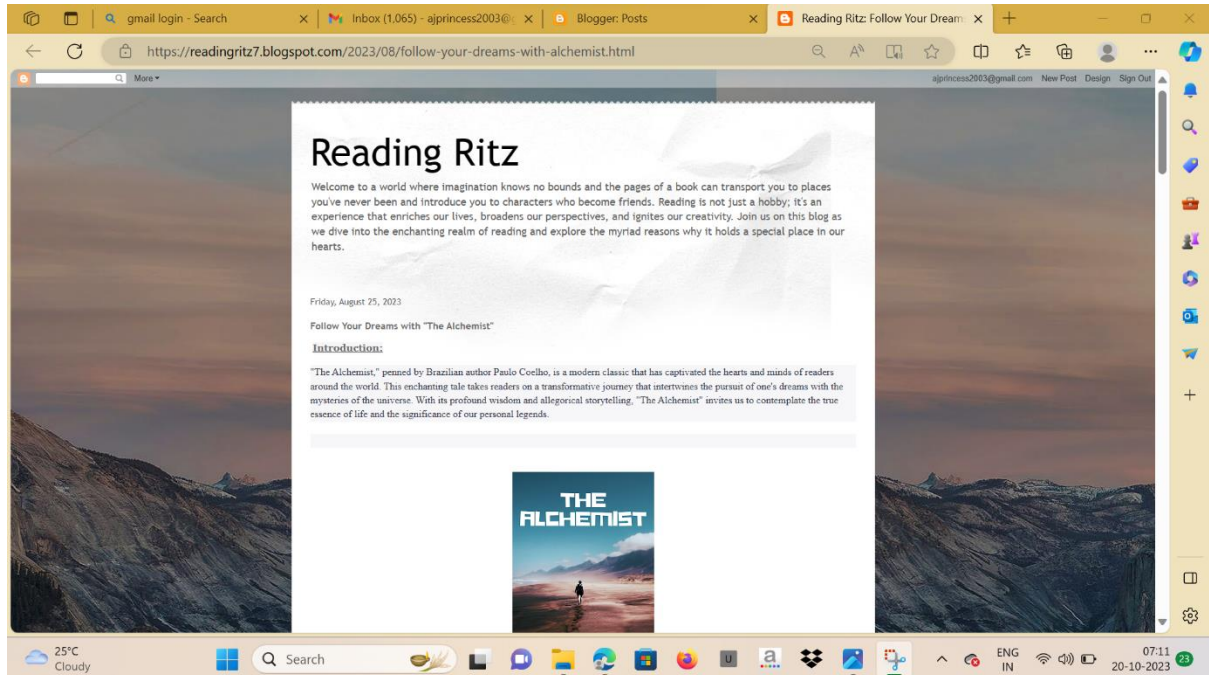 gmail login - Search
Inbox (1,065) - ajprincess2003@g
Blogger: Posts
Reading Ritz: Follow Your Dream
https://readingritz7.blogspot.com/2023/08/follow-your-dreams-with-alchemist.html
More
ajprincess2003@gmail.com New Post Design Sign Out
Reading Ritz
Welcome to a world where imagination knows no bounds and the pages of a book can transport you to places
you've never been and introduce you to characters who become friends. Reading is not just a hobby; it's an
experience that enriches our lives, broadens our perspectives, and ignites our creativity. Join us on this blog as
we dive into the enchanting realm of reading and explore the myriad reasons why it holds a special place in our
hearts.
Friday, August 25, 2023
Follow Your Dreams with "The Alchemist"
Introduction:
"The Alchemist," penned by Brazilian author Paulo Coelho, is a modern classic that has captivated the hearts and minds of readers
around the world. This enchanting tale takes readers on a transformative journey that intertwines the pursuit of one's dreams with the
mysteries of the universe. With its profound wisdom and allegorical storytelling, "The Alchemist" invites us to contemplate the true
essence of life and the significance of our personal legends.
THE
ALCHEMIST
25°C
Cloudy
Search
ENG
IN
07:11
20-10-2023
23